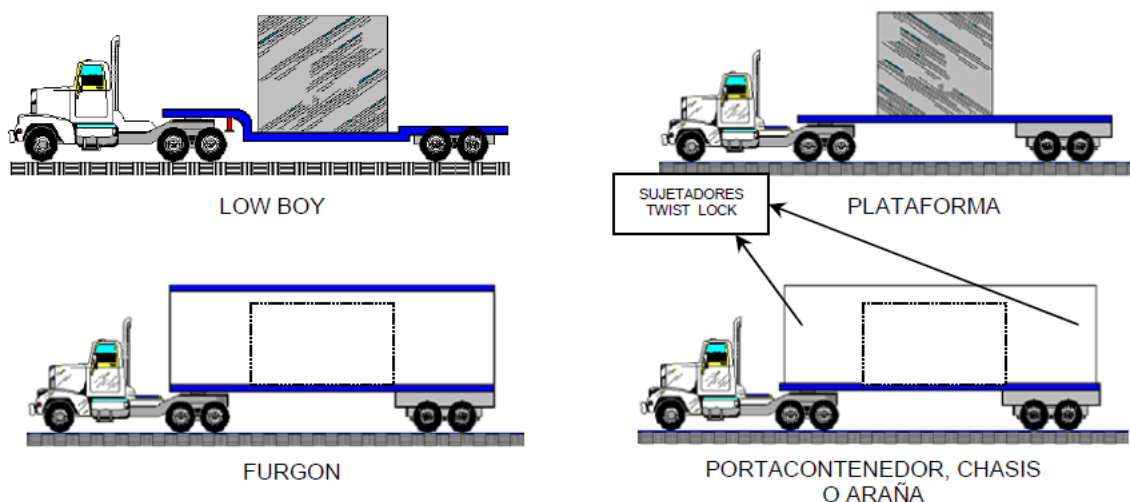 LOW BOY
SUJETADORES
TWIST LOCK
PLATAFORMA
FURGON
PORTACONTENEDOR, CHASIS
O ARAÑA